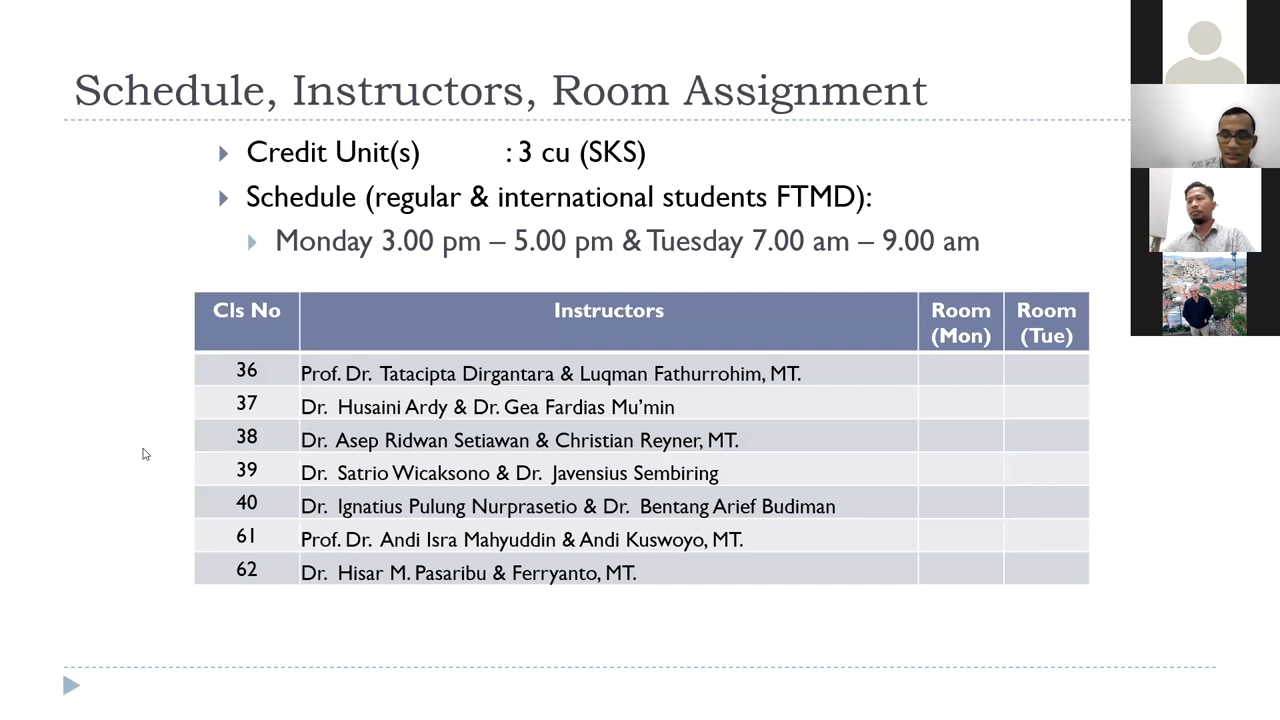 Schedule, Instructors, Room Assignment
Credit Unit(s) : 3 cu (SKS)
Schedule (regular & international students FTMD):
Monday 3.00 pm – 5.00 pm & Tuesday 7.00 am – 9.00 am
Cls No Instructors Room (Mon) Room (Tue)
36 Prof. Dr. Tatacipta Dirgantara & Luqman Fathurrohim, MT.
37 Dr. Husaini Ardy & Dr. Gea Fardias Mu’min
38 Dr. Asep Ridwan Setiawan & Christian Reyner, MT.
39 Dr. Satrio Wicaksono & Dr. Javensius Sembiring
40 Dr. Ignatius Pulung Nurprasetio & Dr. Bentang Arief Budiman
61 Prof. Dr. Andi Isra Mahyuddin & Andi Kuswoyo, MT.
62 Dr. Hisar M. Pasaribu & Ferryanto, MT.